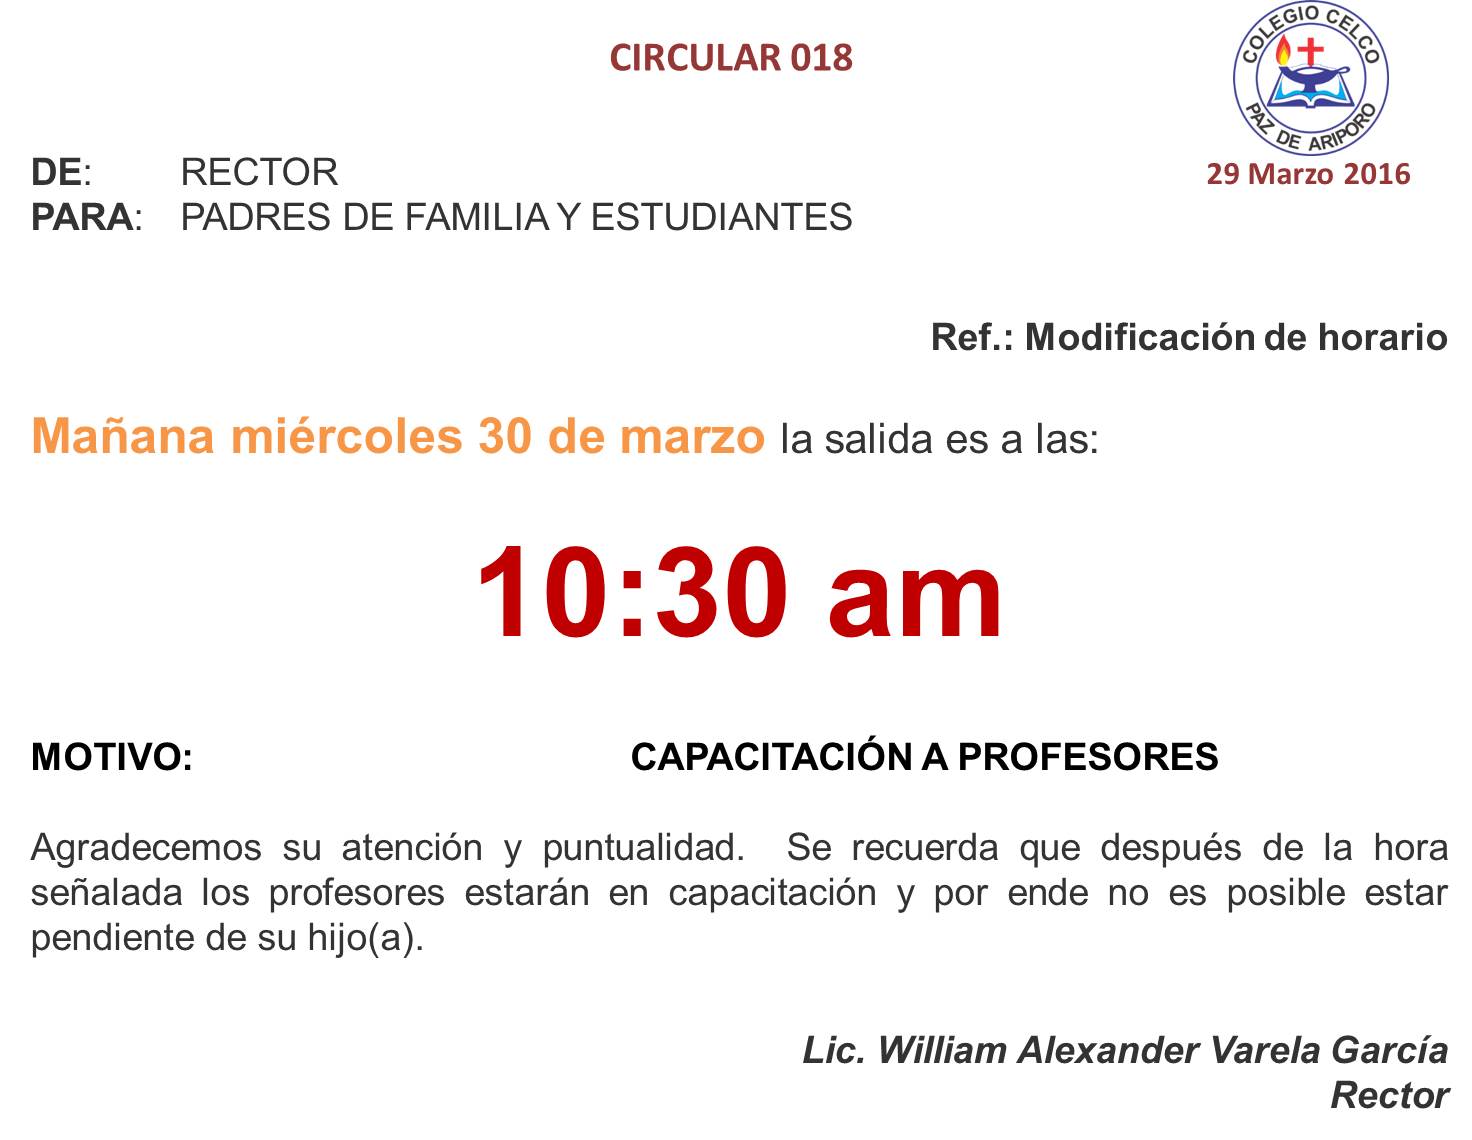 CIRCULAR 018
COLEGIO CELCO
PAZ DE ARIPORO
29 Marzo 2016
DE: RECTOR
PARA: PADRES DE FAMILIA Y ESTUDIANTES
Ref.: Modificación de horario
Mañana miércoles 30 de marzo la salida es a las:
10:30 am
MOTIVO: CAPACITACIÓN A PROFESORES
Agradecemos su atención y puntualidad. Se recuerda que después de la hora
señalada los profesores estarán en capacitación y por ende no es posible estar
pendiente de su hijo(a).
Lic. William Alexander Varela García
Rector